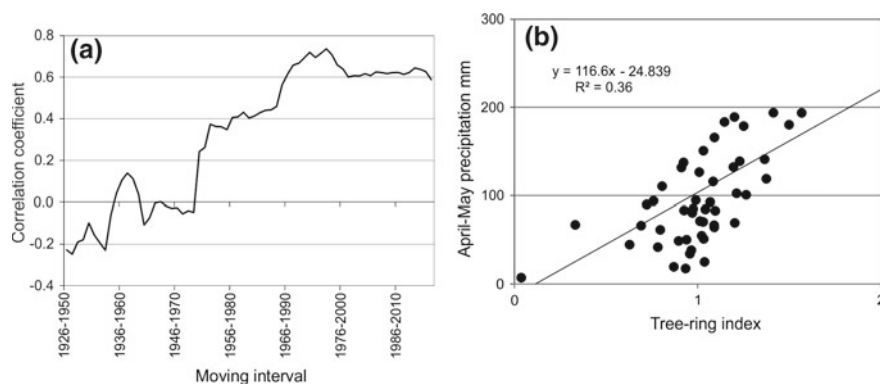 (a)
Correlation coefficient
1.0
0.8
0.6
0.4
0.2
0.0
-0.2
-0.4
1926-1950
1936-1960
1946-1970
1956-1980
1966-1990
1976-2000
1986-2010
Moving interval
(b)
April-May precipitation mm
300
200
100
0
y = 116.6x - 24.839
R² = 0.36
0
1
2
Tree-ring index